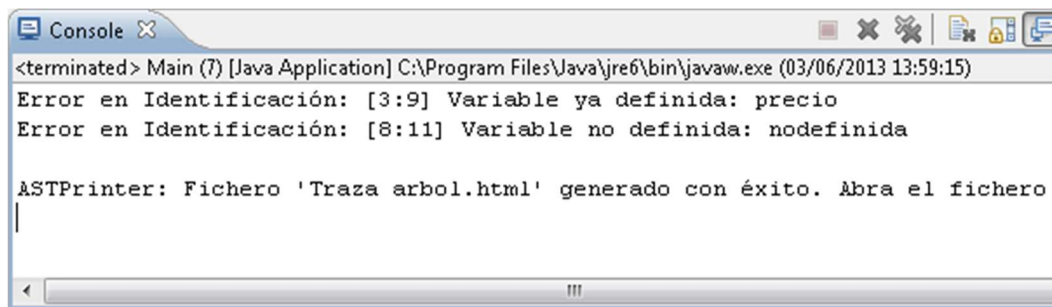 Console
<terminated> Main (7) [Java Application] C:\Program Files\Java\jre6\bin\javaw.exe (03/06/2013 13:59:15)
Error en Identificación: [3:9] Variable ya definida: precio
Error en Identificación: [8:11] Variable no definida: nodefinida
ASTPrinter: Fichero 'Traza arbol.html' generado con éxito. Abra el fichero